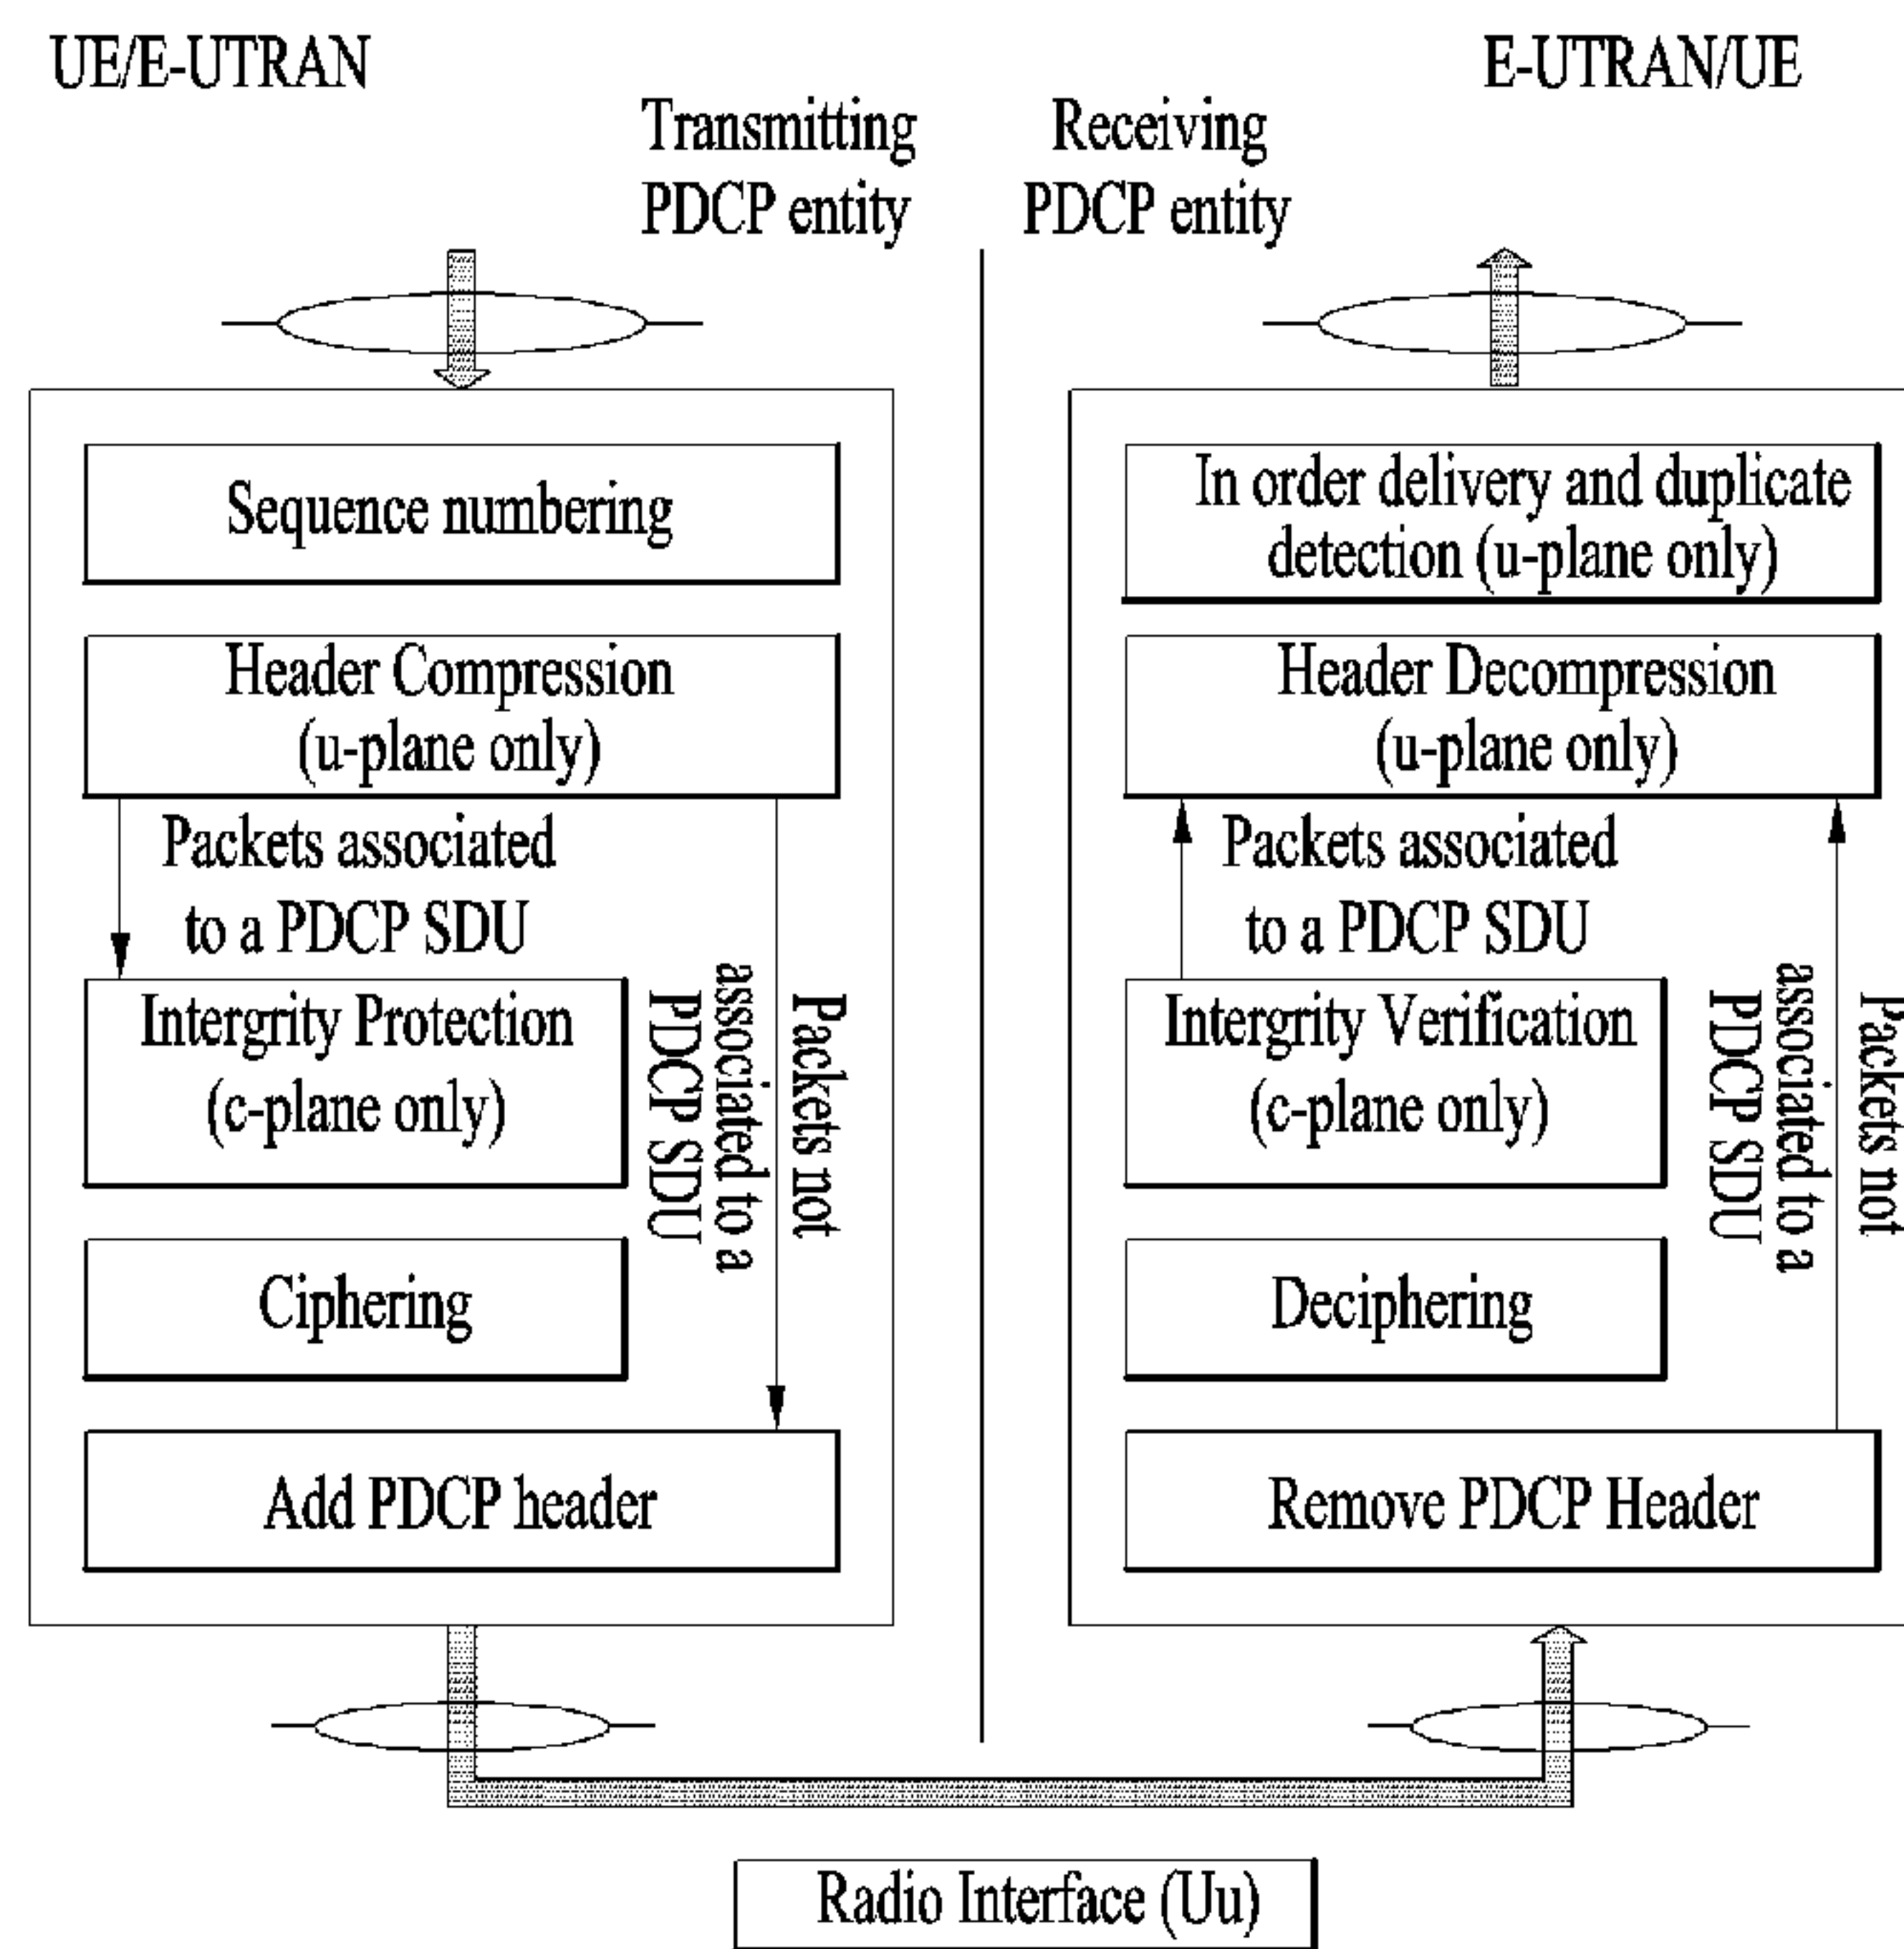 UE/E-UTRAN
E-UTRAN/UE
Transmitting
PDCP entity
Receiving
PDCP entity
Sequence numbering
Header Compression
(u-plane only)
Packets associated
to a PDCP SDU
Packets not
associated to a
PDCP SDU
Intergrity Protection
(c-plane only)
Ciphering
Add PDCP header
In order delivery and duplicate
detection (u-plane only)
Header Decompression
(u-plane only)
Packets associated
to a PDCP SDU
Packets not
associated to a
PDCP SDU
Intergrity Verification
(c-plane only)
Deciphering
Remove PDCP Header
Radio Interface (Uu)